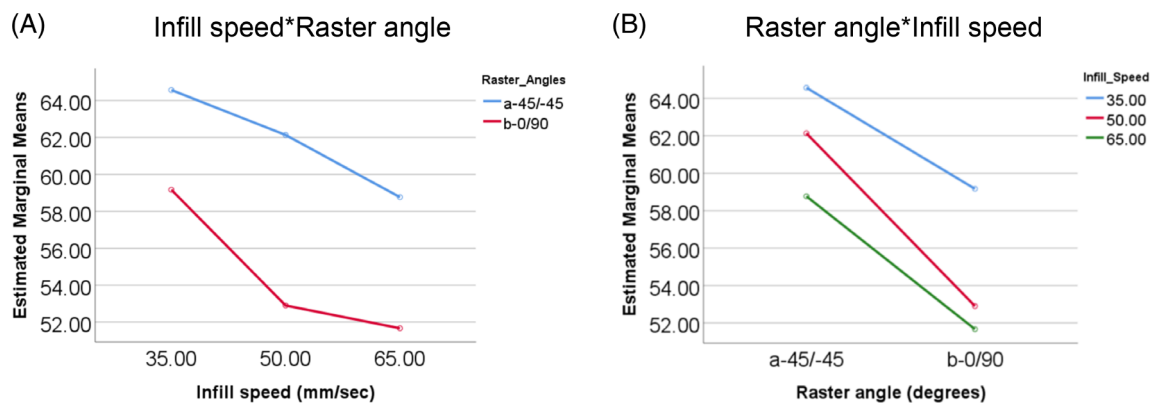 (A) Infill speed*Raster angle
Estimated Marginal Means
64.00
62.00
60.00
58.00
56.00
54.00
52.00
35.00 50.00 65.00
Infill speed (mm/sec)
Raster_Angles
a-45/-45
b-0/90
(B) Raster angle*Infill speed
Estimated Marginal Means
64.00
62.00
60.00
58.00
56.00
54.00
52.00
a-45/-45 b-0/90
Raster angle (degrees)
Infill_Speed
35.00
50.00
65.00